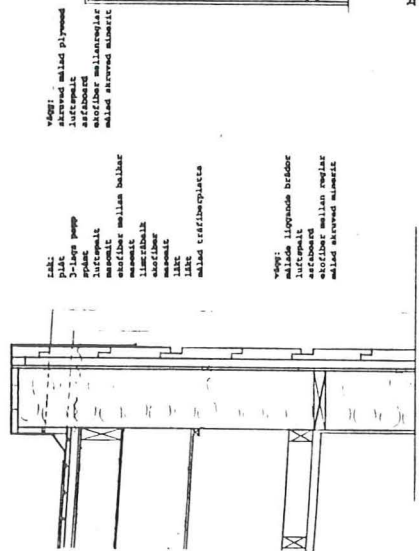 vägg:
skruvad målad plywood
luftspalt
asfaboard
ekofiber mellanreglar
målad skruvad minerit
tak:
plåt
3-lags papp
spånt
luftspalt
masonit
ekofiber mellan balkar
masonit
limträbalk
ekofiber
masonit
läkt
läkt
målad träfiberplatta
vägg:
målade liggande brädor
luftspalt
asfaboard
ekofiber mellan reglar
målad skruvad minerit